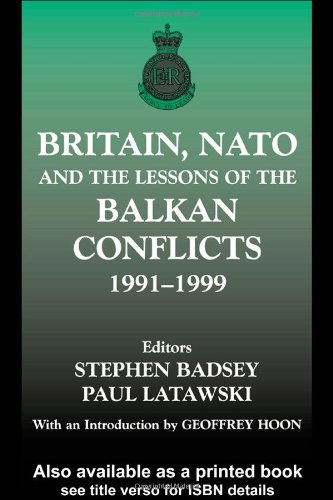 E II R
BRITAIN, NATO
AND THE LESSONS OF THE
BALKAN
CONFLICTS
1991–1999
Editors
STEPHEN BADSEY
PAUL LATAWSKI
With an Introduction by GEOFFREY HOON
Also available as a printed book
see title verso for ISBN details